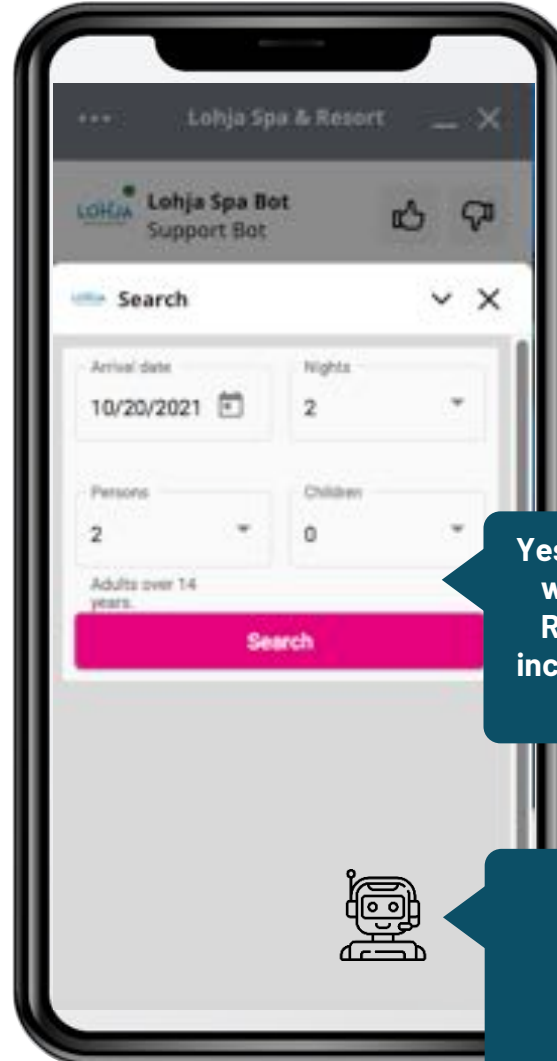 Lohja Spa & Resort
LOHJA
Lohja Spa Bot
Support Bot
Search
Arrival date
Nights
10/20/2021
2
Persons
Children
2
0
Adults over 14
years.
Search
Yes
w
R
inc